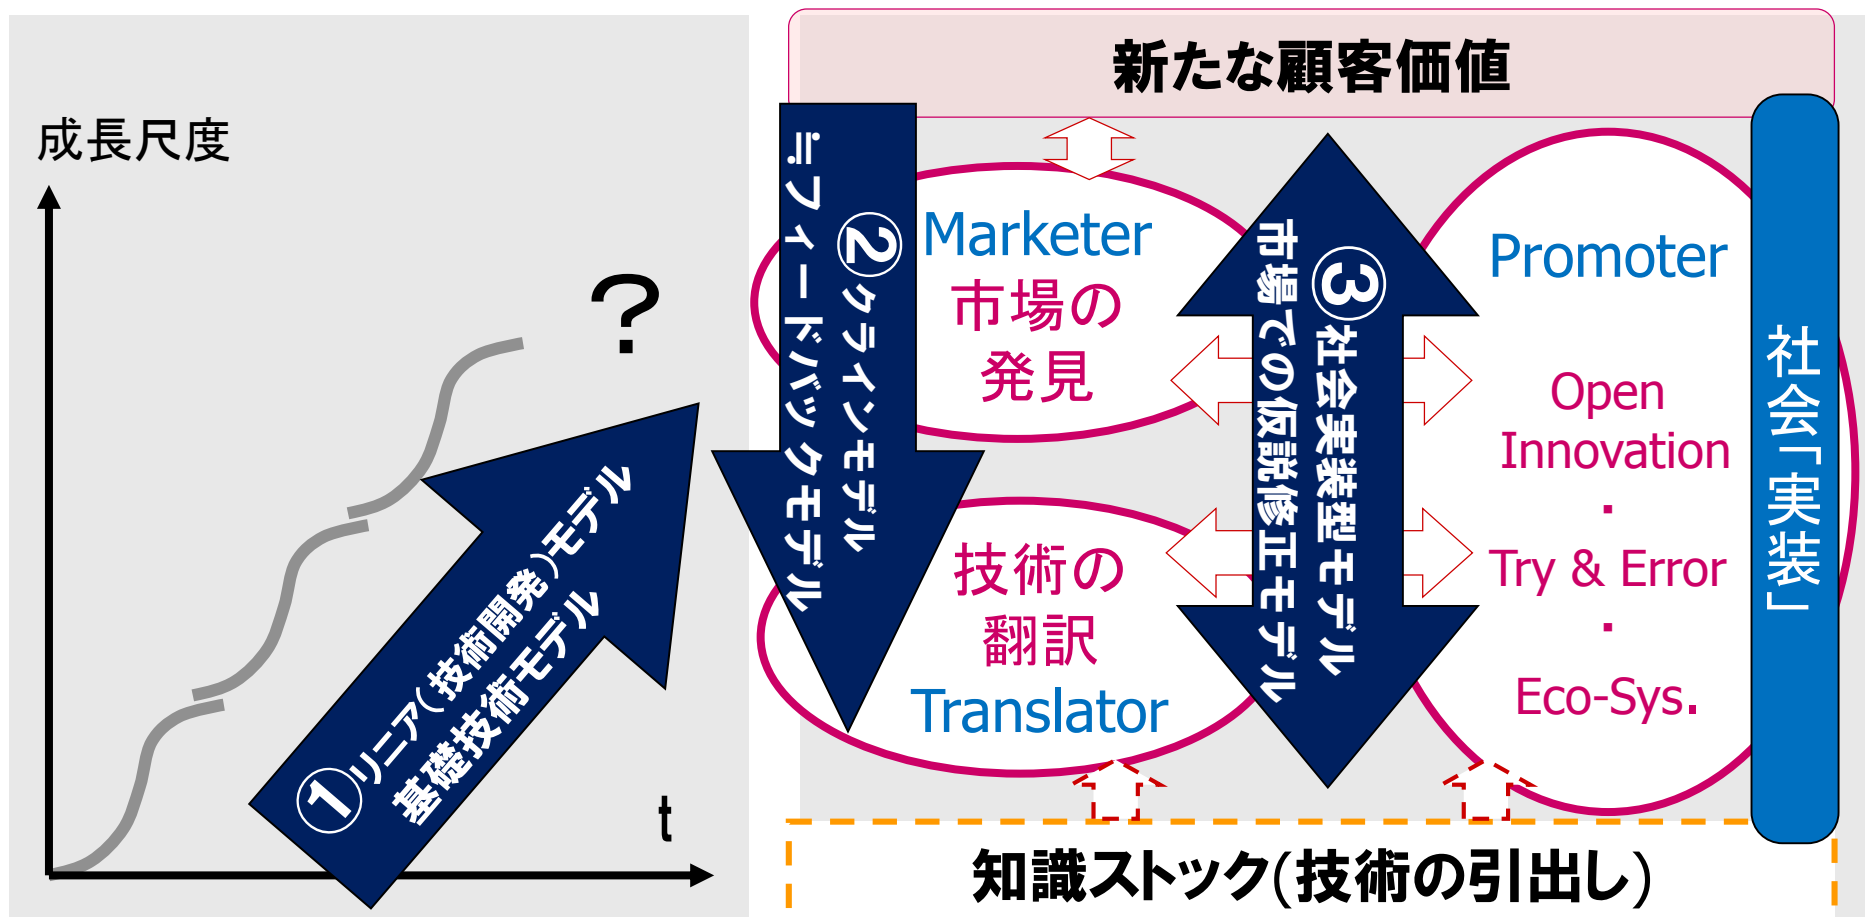 成長尺度
?
t
①リニア(技術開発)モデル
基礎技術モデル
新たな顧客価値
②クラインモデル
≒フィードバックモデル
Marketer
市場の
発見
技術の
翻訳
Translator
③社会実装型モデル
市場での仮説修正モデル
Promoter
Open
Innovation
・
Try & Error
・
Eco-Sys.
社会「実装」
知識ストック(技術の引出し)